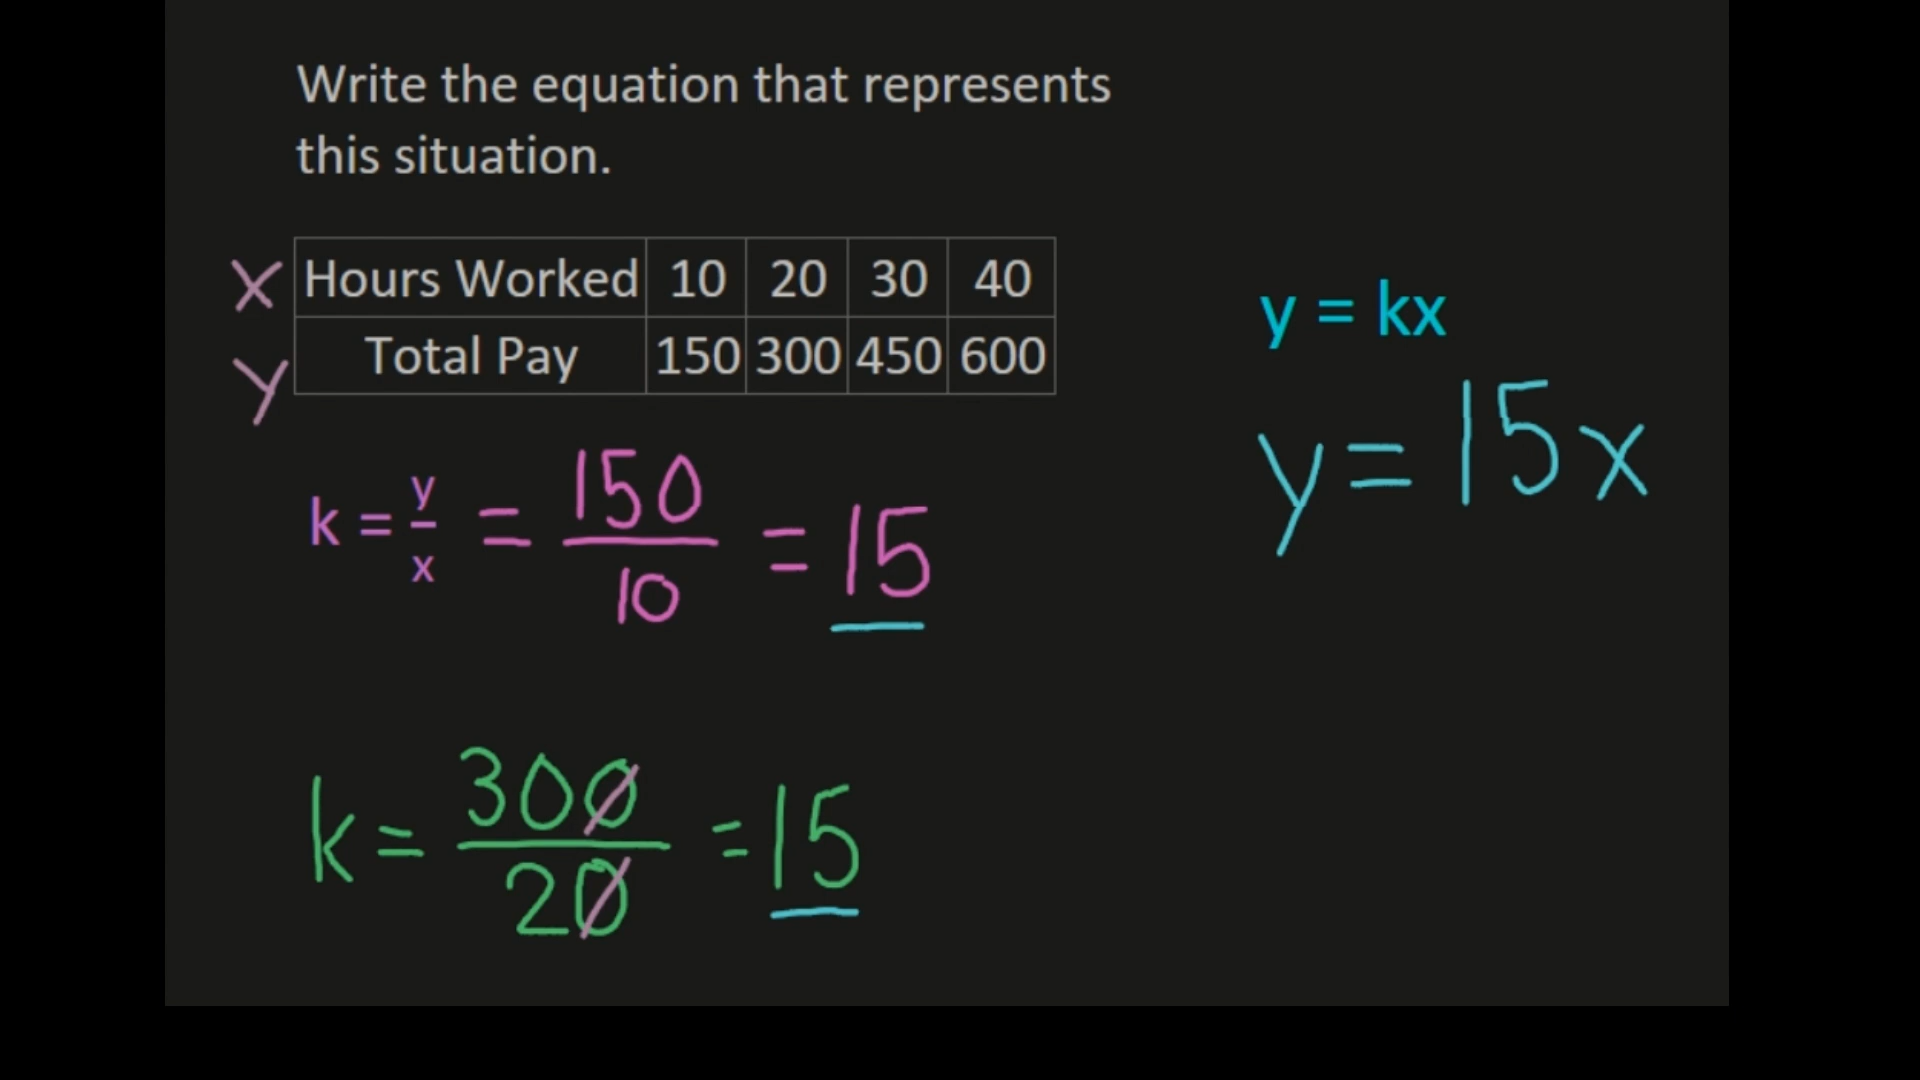 Write the equation that represents
this situation.
X Hours Worked 10 20 30 40
Y Total Pay 150 300 450 600
y = kx
y = 15x
k = y/x = 150/10 = 15
k = 300/20 = 15